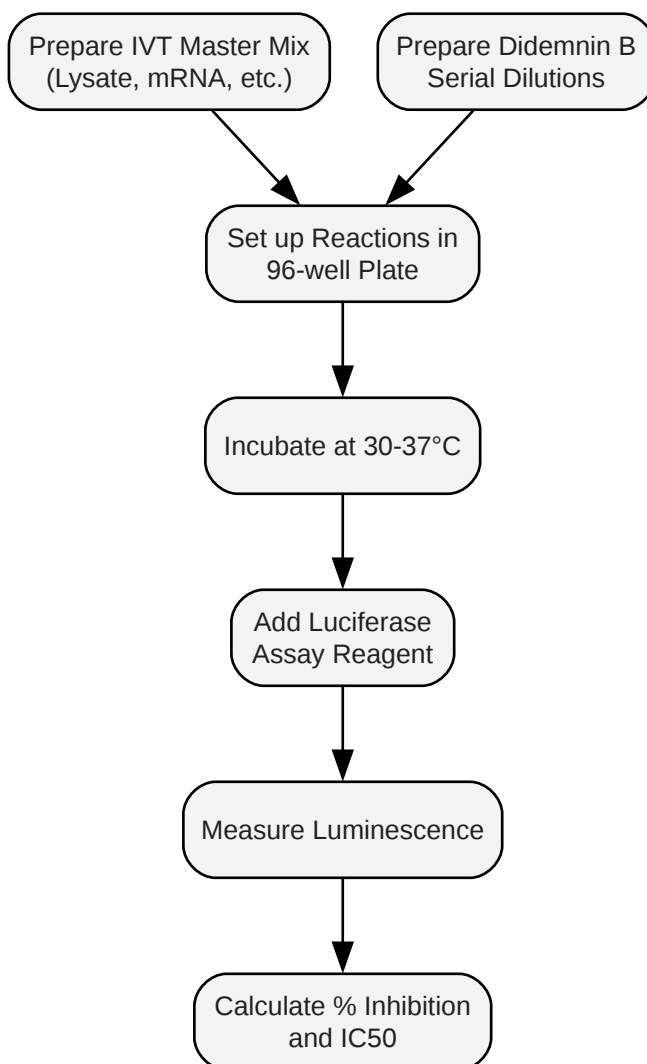 Prepare IVT Master Mix
(Lysate, mRNA, etc.)
Prepare Didemnin B
Serial Dilutions
Set up Reactions in
96-well Plate
Incubate at 30-37°C
Add Luciferase
Assay Reagent
Measure Luminescence
Calculate % Inhibition
and IC50